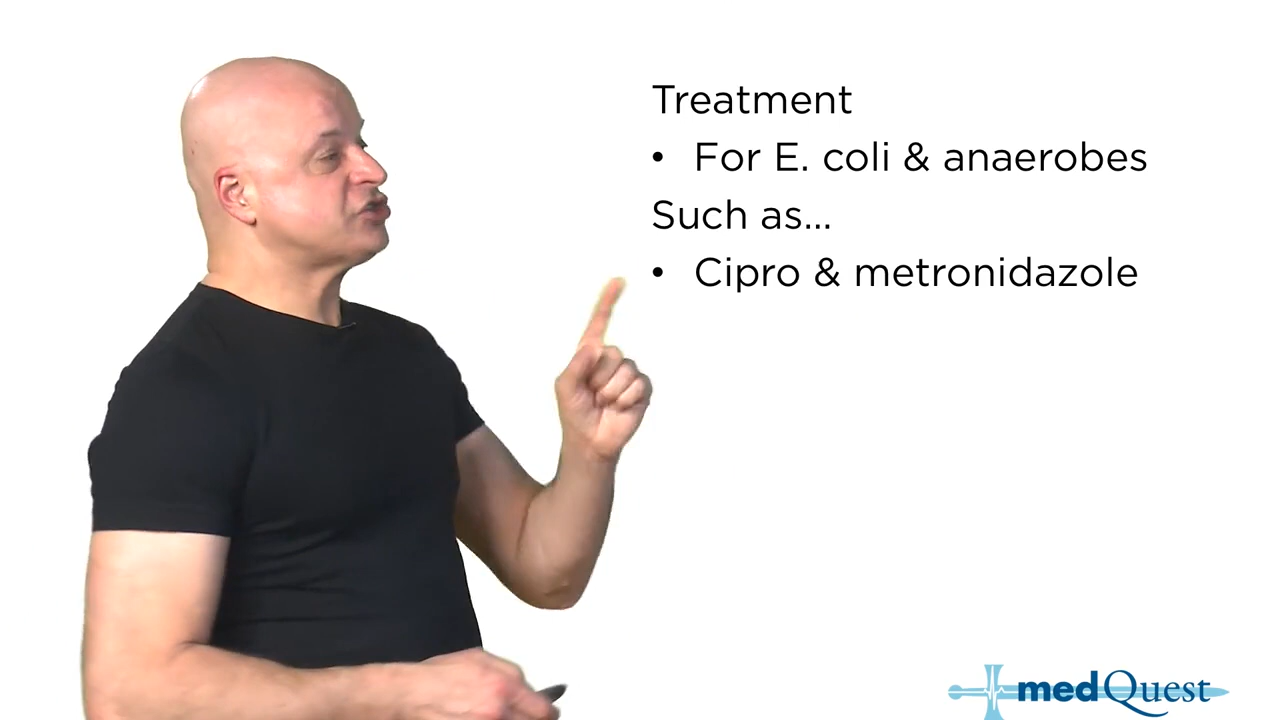 Treatment
• For E. coli & anaerobes
Such as...
• Cipro & metronidazole
medQuest